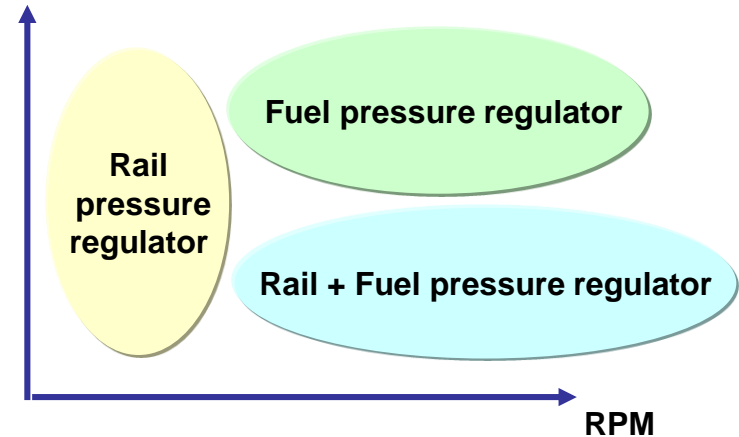 Fuel pressure regulator
Rail
pressure
regulator
Rail + Fuel pressure regulator
RPM